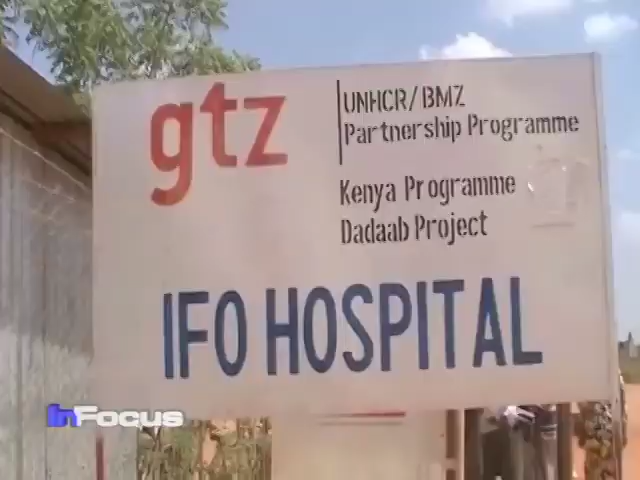 gtz
UNHCR/BMZ
Partnership Programme
Kenya Programme
Dadaab Project
IFO HOSPITAL
InFocus